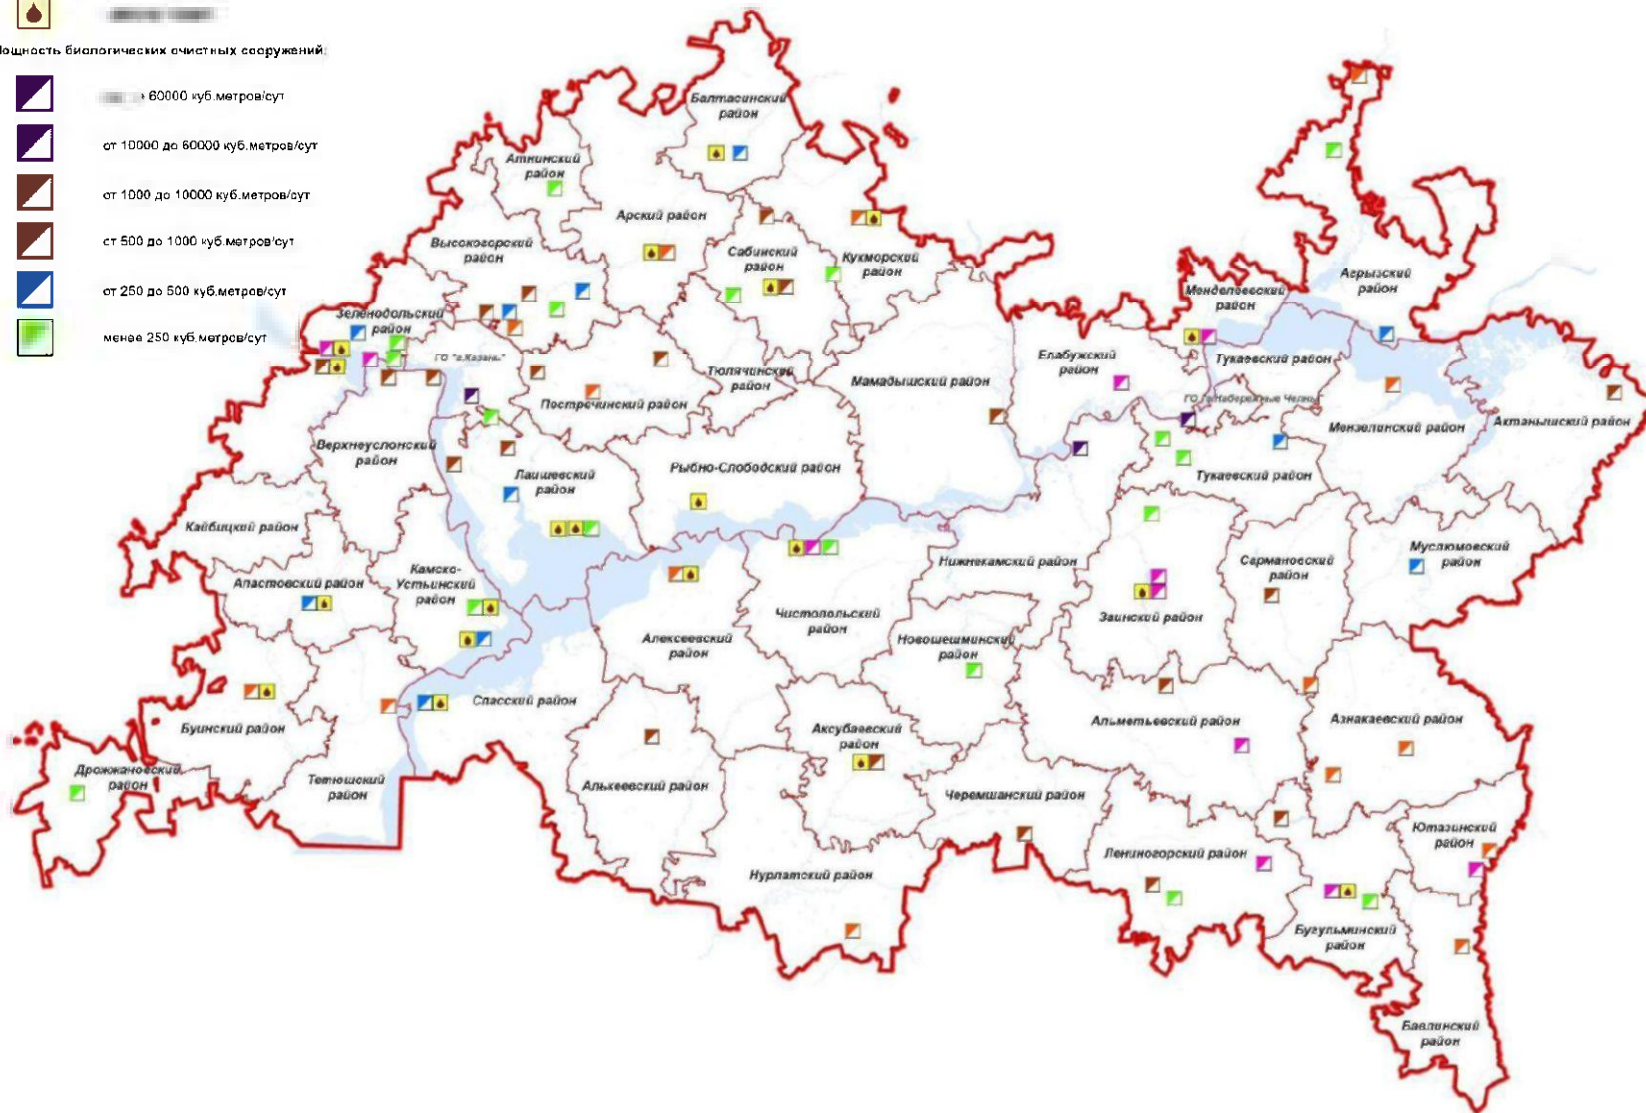 Мощность биологических очистных сооружений:
60000 куб.метров/сут
от 10000 до 60000 куб.метров/сут
от 1000 до 10000 куб.метров/сут
от 500 до 1000 куб.метров/сут
от 250 до 500 куб.метров/сут
менее 250 куб.метров/сут
Балтасинский
район
Атнинский
район
Арский район
Высокогорский
район
Сабинский
район
Кукморский
район
Агрызский
район
Менделеевский
район
Зеленодольский
район
ГО "г.Казань"
Тюлячинский
район
Елабужский
район
Тукаевский район
Мамадышский район
ГО г.Набережные Челны
Пестречинский район
Мензелинский район
Актанышский район
Верхнеуслонский
район
Лаишевский
район
Рыбно-Слободский район
Тукаевский район
Кайбицкий район
Апастовский район
Камско-
Устьинский
район
Нижнекамский район
Сармановский
район
Муслюмовский
район
Чистопольский
район
Заинский район
Алексеевский
район
Новошешминский
район
Спасский район
Буинский район
Аксубаевский
район
Альметьевский район
Азнакаевский район
Дрожжановский
район
Тетюшский
район
Алькеевский район
Черемшанский район
Ютазинский
район
Лениногорский район
Нурлатский район
Бугульминский
район
Бавлинский
район